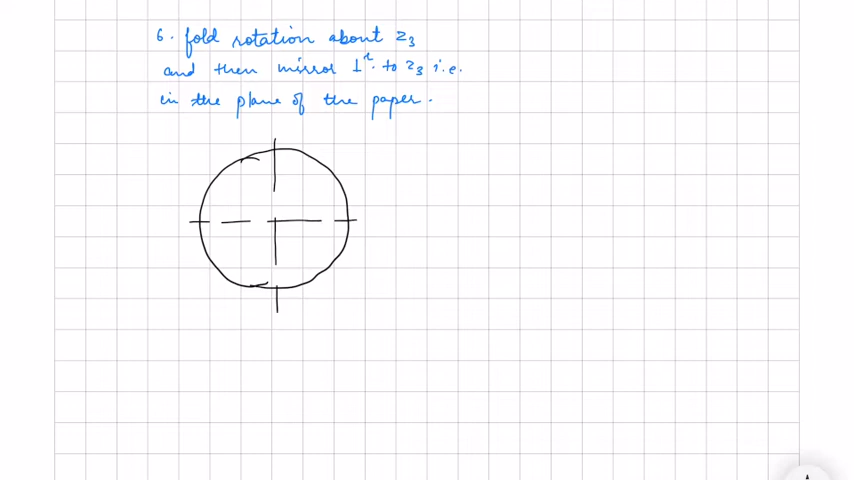 6. fold rotation about z₃
and then mirror ⊥ʳ. to z₃ i.e.
in the plane of the paper.